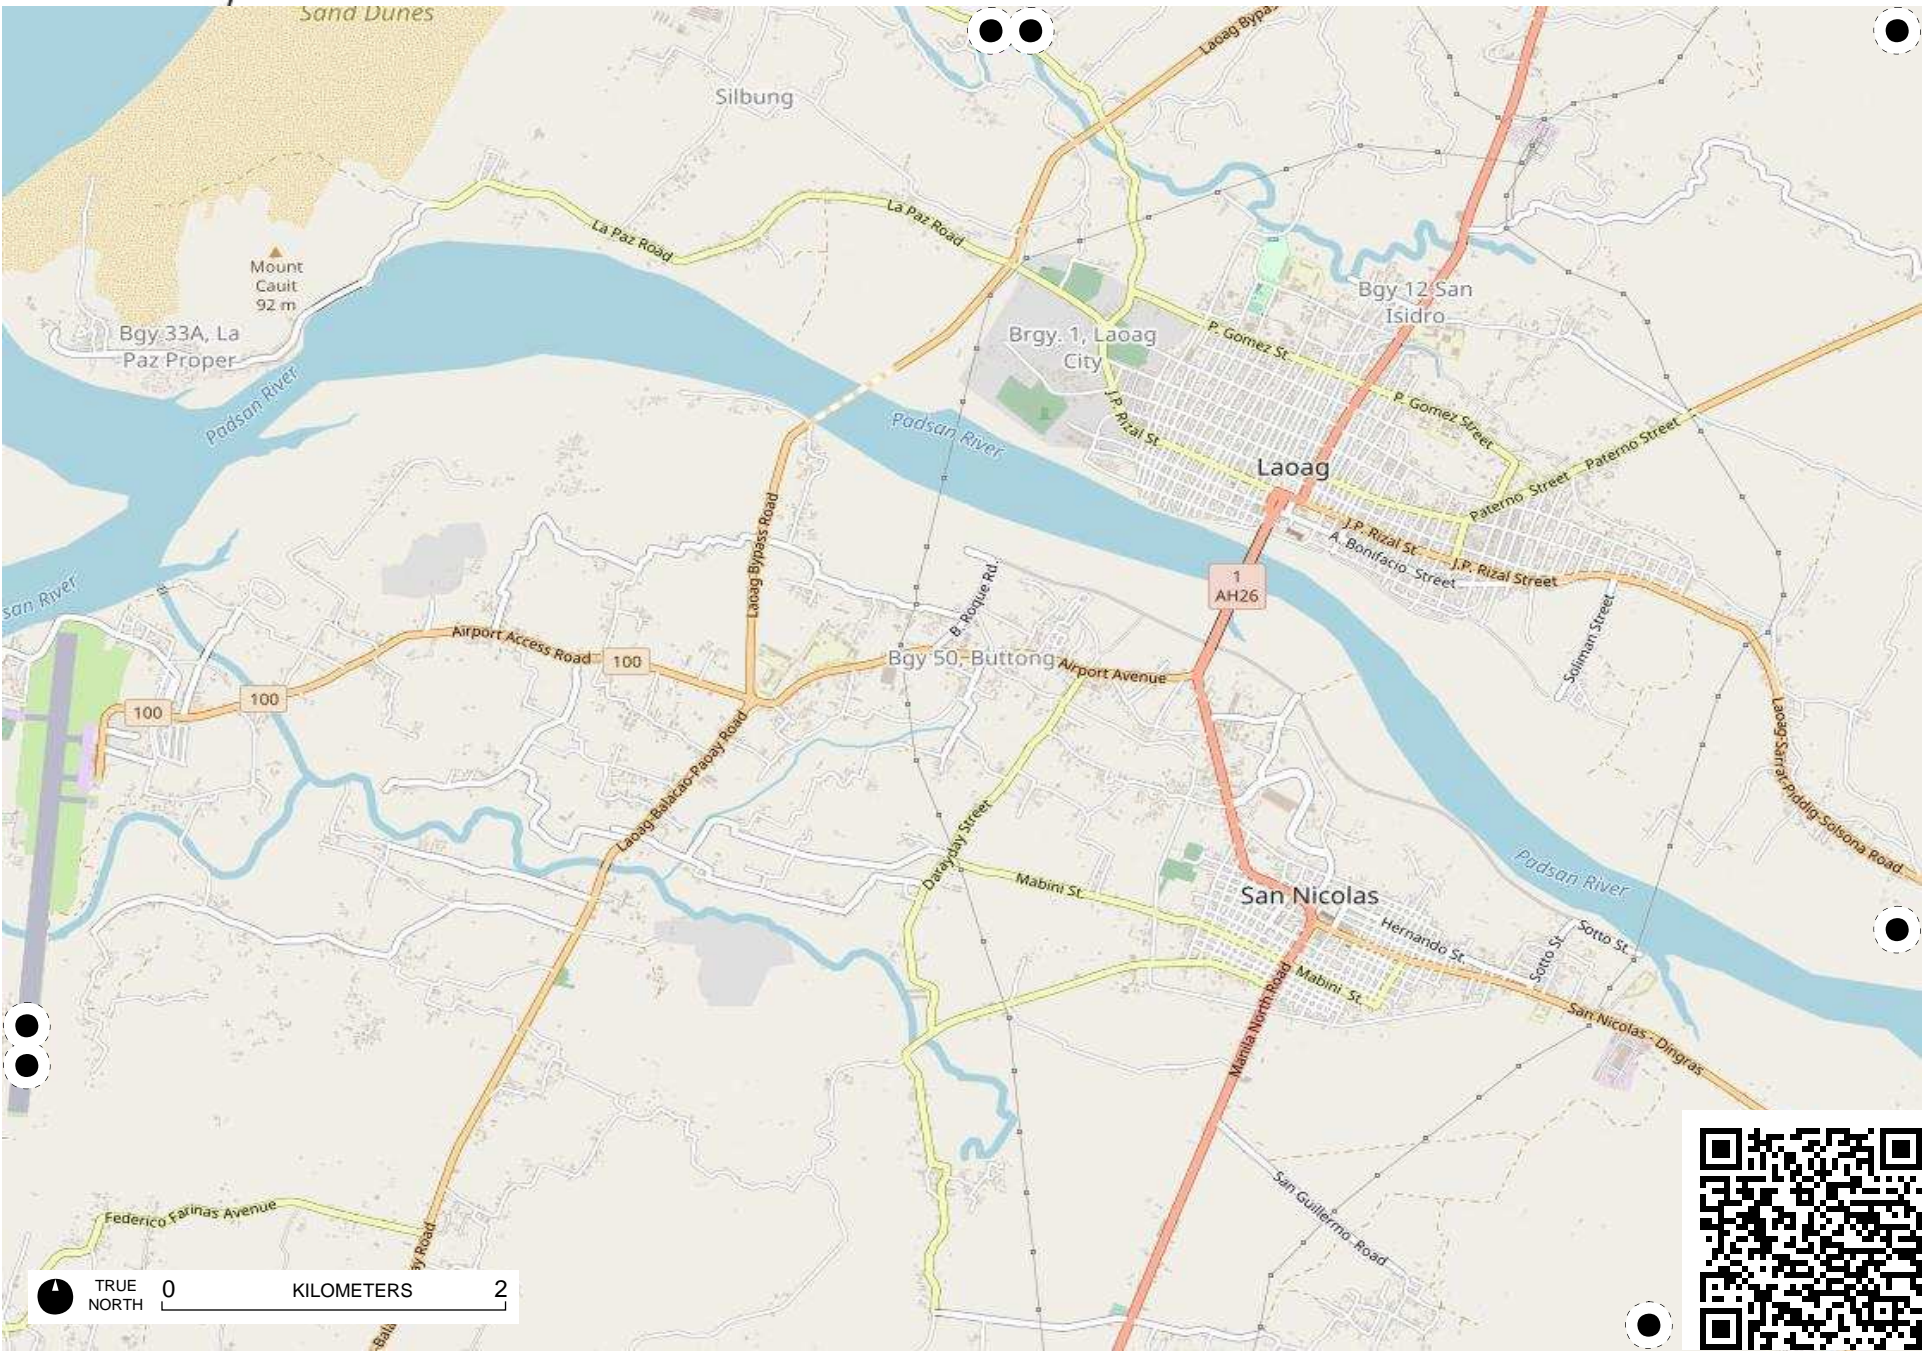 Sand Dunes
Laoag-Bypa
Silbung
La Paz Road
La Paz Road
Mount
Cauit
92 m
Bgy 33A, La
Paz Proper
Padsan River
Bgy 12 San
Isidro
Brgy. 1, Laoag
City
P. Gomez St.
P. Gomez Street
J.P. Rizal St.
Padsan River
Laoag
Paterno Street
Paterno Street
J.P. Rizal St.
A. Bonifacio Street
J.P. Rizal Street
Laoag Bypass Road
1
AH26
san River
B. Roque Rd.
Soliman Street
Airport Access Road
100
Bgy 50, Buttong
Airport Avenue
100
100
Laoag-Sarrat-Piddig-Solsona Road
Laoag-Balacao-Paoay Road
Darayday Street
Mabini St.
Padsan River
San Nicolas
Hernando St.
Sotto St.
Sotto St.
Mabini St.
Manila North Road
San Nicolas - Dingras
San Guillermo Road
Federico Farinas Avenue
ay Road
-Bala
TRUE
NORTH
0 KILOMETERS 2